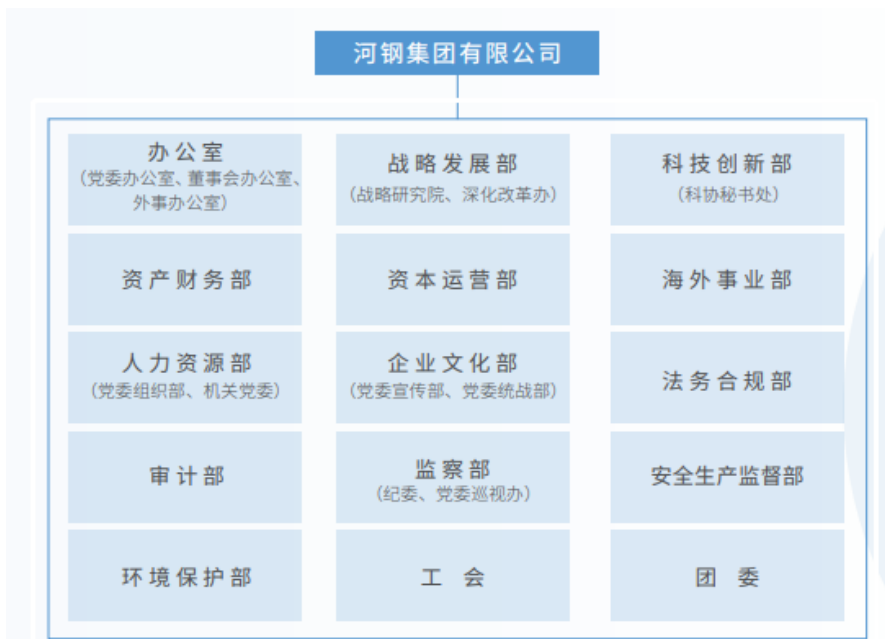 河钢集团有限公司
办公室
(党委办公室、董事会办公室、
外事办公室)
战略发展部
(战略研究院、深化改革办)
科技创新部
(科协秘书处)
资产财务部
资本运营部
海外事业部
人力资源部
(党委组织部、机关党委)
企业文化部
(党委宣传部、党委统战部)
法务合规部
审计部
监察部
(纪委、党委巡视办)
安全生产监督部
环境保护部
工 会
团 委